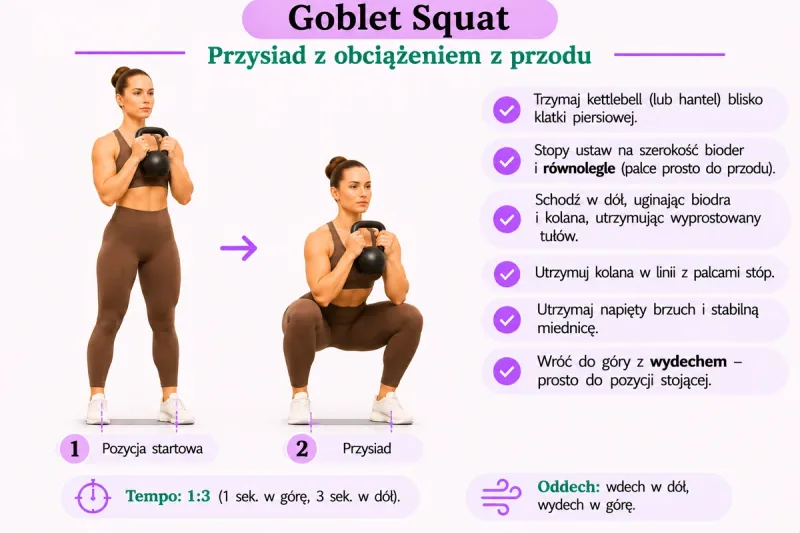 Goblet Squat
Przysiad z obciążeniem z przodu
Trzymaj kettlebell (lub hantel) blisko
klatki piersiowej.
Stopy ustaw na szerokość bioder
i równolegle (palce prosto do przodu).
Schodź w dół, uginając biodra
i kolana, utrzymując wyprostowany
tułów.
Utrzymuj kolana w linii z palcami stóp.
Utrzymaj napięty brzuch i stabilną
miednicę.
Wróć do góry z wydechem –
prosto do pozycji stojącej.
1 Pozycja startowa
2 Przysiad
Tempo: 1:3 (1 sek. w górę, 3 sek. w dół).
Oddech: wdech w dół,
wydech w górę.